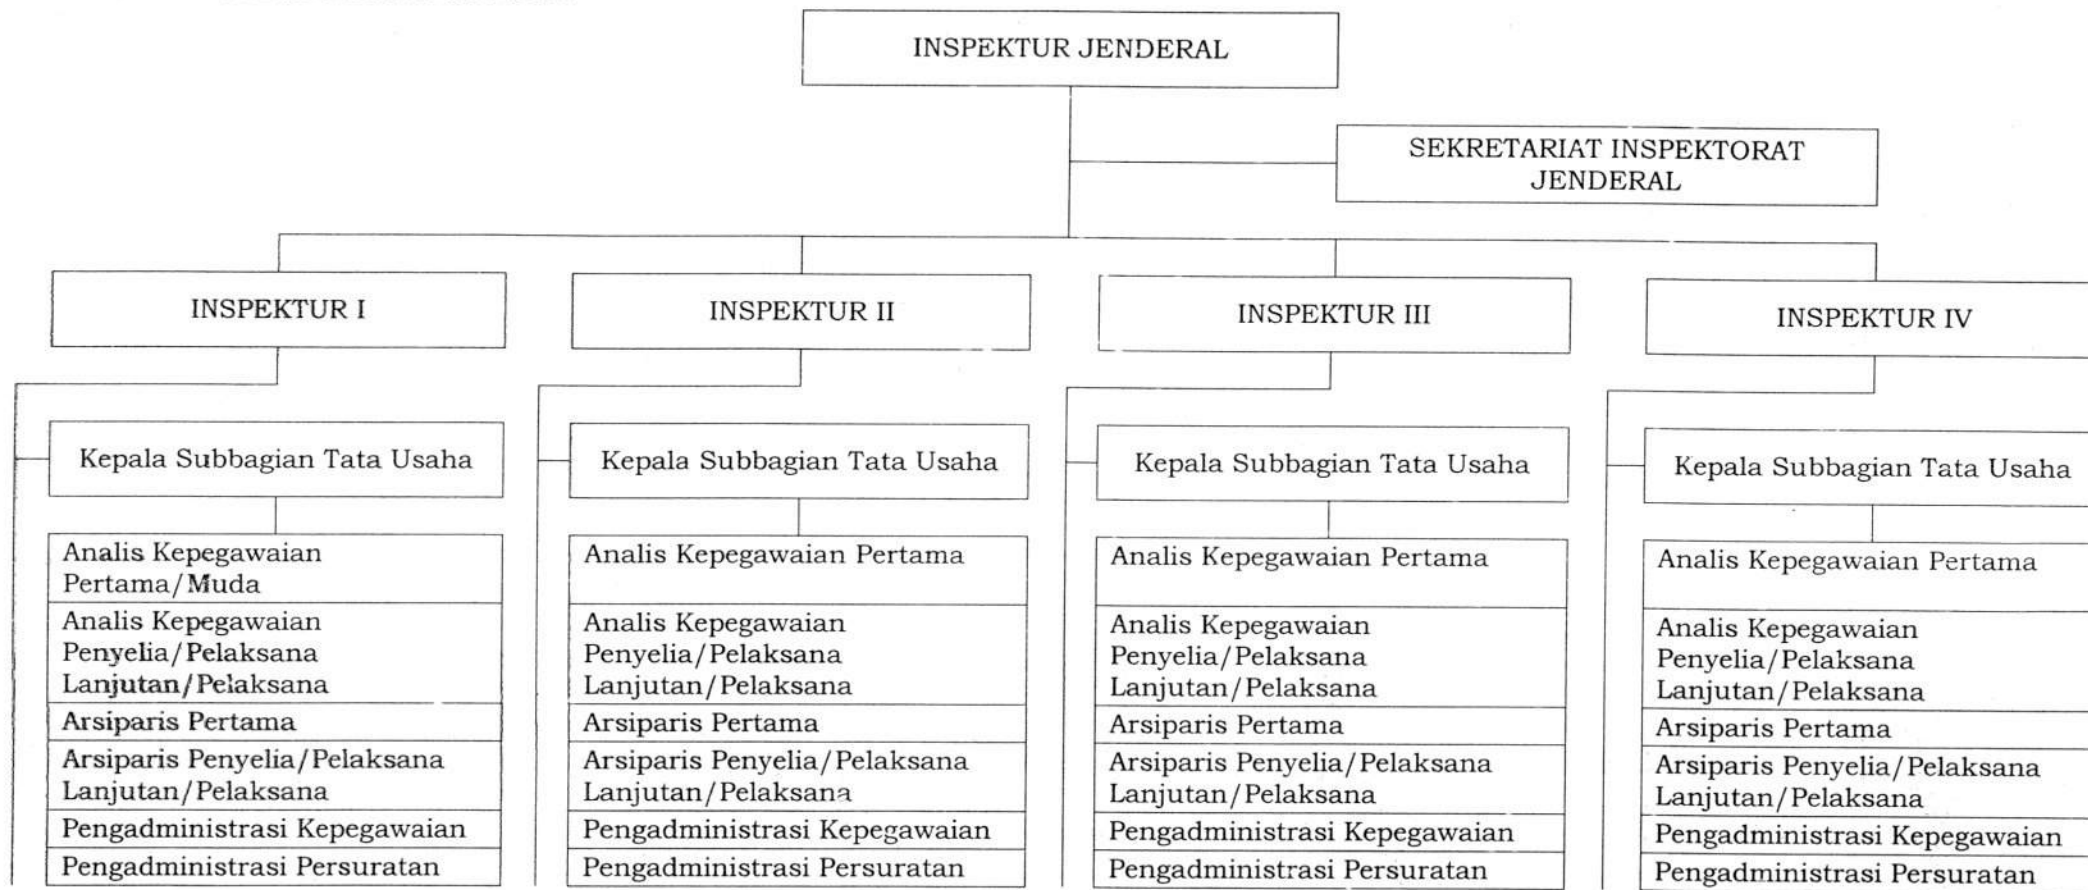 INSPEKTUR JENDERAL
SEKRETARIAT INSPEKTORAT
JENDERAL
INSPEKTUR I
INSPEKTUR II
INSPEKTUR III
INSPEKTUR IV
Kepala Subbagian Tata Usaha
Kepala Subbagian Tata Usaha
Kepala Subbagian Tata Usaha
Kepala Subbagian Tata Usaha
Analis Kepegawaian
Pertama/Muda
Analis Kepegawaian
Penyelia/Pelaksana
Lanjutan/Pelaksana
Arsiparis Pertama
Arsiparis Penyelia/Pelaksana
Lanjutan/Pelaksana
Pengadministrasi Kepegawaian
Pengadministrasi Persuratan
Analis Kepegawaian Pertama
Analis Kepegawaian
Penyelia/Pelaksana
Lanjutan/Pelaksana
Arsiparis Pertama
Arsiparis Penyelia/Pelaksana
Lanjutan/Pelaksana
Pengadministrasi Kepegawaian
Pengadministrasi Persuratan
Analis Kepegawaian Pertama
Analis Kepegawaian
Penyelia/Pelaksana
Lanjutan/Pelaksana
Arsiparis Pertama
Arsiparis Penyelia/Pelaksana
Lanjutan/Pelaksana
Pengadministrasi Kepegawaian
Pengadministrasi Persuratan
Analis Kepegawaian Pertama
Analis Kepegawaian
Penyelia/Pelaksana
Lanjutan/Pelaksana
Arsiparis Pertama
Arsiparis Penyelia/Pelaksana
Lanjutan/Pelaksana
Pengadministrasi Kepegawaian
Pengadministrasi Persuratan